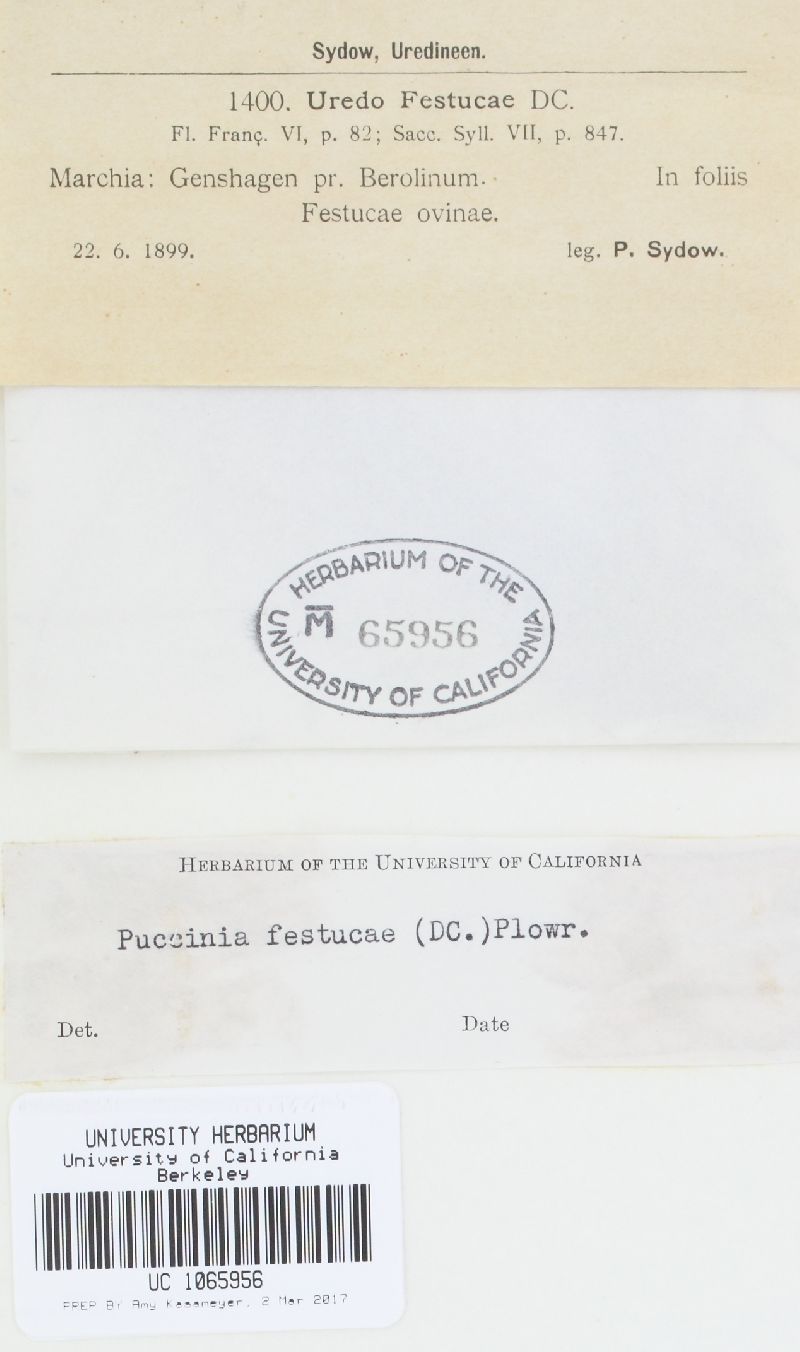 Sydow, Uredineen.
1400. Uredo Festucae DC.
Fl. Franç. VI, p. 82; Sacc. Syll. VII, p. 847.
Marchia: Genshagen pr. Berolinum. In foliis
Festucae ovinae.
22. 6. 1899. leg. P. Sydow.
HERBARIUM OF THE
M̅ 65956
UNIVERSITY OF CALIFORNIA
HERBARIUM OF THE UNIVERSITY OF CALIFORNIA
Puccinia festucae (DC.)Plowr.
Det. Date
UNIVERSITY HERBARIUM
University of California
Berkeley
UC 1065956
PREP BY Amy Kasameyer, 2 Mar 2017